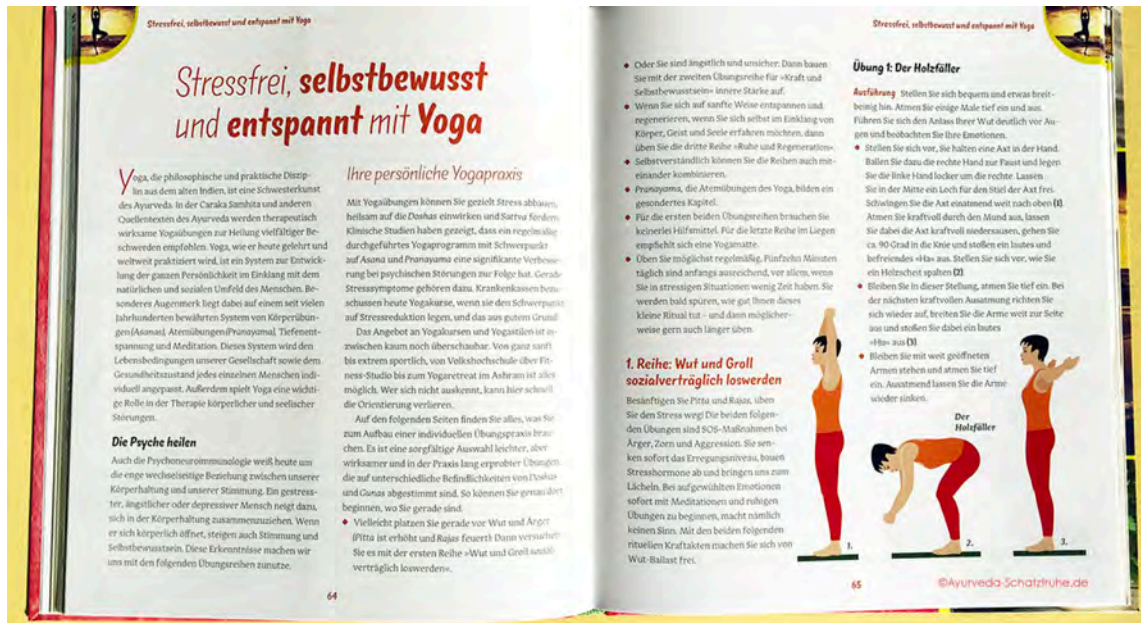 Stressfrei, selbstbewusst und entspannt mit Yoga
Stressfrei, selbstbewusst
und entspannt mit Yoga
Yoga, die philosophische und praktische Diszip-
lin aus dem alten Indien, ist eine Schwesterkunst
des Ayurveda. In der Caraka Samhita und anderen
Quellentexten des Ayurveda werden therapeutisch
wirksame Yogaübungen zur Heilung vielfältiger Be-
schwerden empfohlen. Yoga, wie er heute gelehrt und
weltweit praktiziert wird, ist ein System zur Entwick-
lung der ganzen Persönlichkeit im Einklang mit dem
natürlichen und sozialen Umfeld des Menschen. Be-
sonderes Augenmerk liegt dabei auf einem seit vielen
Jahrhunderten bewährten System von Körperübun-
gen (Asanas), Atemübungen (Pranayama), Tiefenent-
spannung und Meditation. Dieses System wird den
Lebensbedingungen unserer Gesellschaft sowie dem
Gesundheitszustand jedes einzelnen Menschen indi-
viduell angepasst. Außerdem spielt Yoga eine wichti-
ge Rolle in der Therapie körperlicher und seelischer
Störungen.
Die Psyche heilen
Auch die Psychoneuroimmunologie weiß heute um
die enge wechselseitige Beziehung zwischen unserer
Körperhaltung und unserer Stimmung. Ein gestress-
ter, ängstlicher oder depressiver Mensch neigt dazu,
sich in der Körperhaltung zusammenzuziehen. Wenn
er sich körperlich öffnet, steigen auch Stimmung und
Selbstbewusstsein. Diese Erkenntnisse machen wir
uns mit den folgenden Übungsreihen zunutze.
Ihre persönliche Yogapraxis
Mit Yogaübungen können Sie gezielt Stress abbauen,
heilsam auf die Doshas einwirken und Sattva fördern.
Klinische Studien haben gezeigt, dass ein regelmäßig
durchgeführtes Yogaprogramm mit Schwerpunkt
auf Asana und Pranayama eine signifikante Verbesse-
rung bei psychischen Störungen zur Folge hat. Gerade
Stresssymptome gehören dazu. Krankenkassen bezu-
schussen heute Yogakurse, wenn sie den Schwerpunkt
auf Stressreduktion legen, und das aus gutem Grund.
Das Angebot an Yogakursen und Yogastilen ist in-
zwischen kaum noch überschaubar. Von ganz sanft
bis extrem sportlich, von Volkshochschule über Fit-
ness-Studio bis zum Yogaretreat im Ashram ist alles
möglich. Wer sich nicht auskennt, kann hier schnell
die Orientierung verlieren.
Auf den folgenden Seiten finden Sie alles, was Sie
zum Aufbau einer individuellen Übungspraxis brau-
chen. Es ist eine sorgfältige Auswahl leichter, aber
wirksamer und in der Praxis lang erprobter Übungen,
die auf unterschiedliche Befindlichkeiten von Doshas
und Gunas abgestimmt sind. So können Sie genau dort
beginnen, wo Sie gerade sind.
• Vielleicht platzen Sie gerade vor Wut und Ärger
(Pitta ist erhöht und Rajas feuert)? Dann versuchen
Sie es mit der ersten Reihe »Wut und Groll sozial-
verträglich loswerden«.
64
Stressfrei, selbstbewusst und entspannt mit Yoga
• Oder Sie sind ängstlich und unsicher: Dann bauen
Sie mit der zweiten Übungsreihe für »Kraft und
Selbstbewusstsein« innere Stärke auf.
• Wenn Sie sich auf sanfte Weise entspannen und
regenerieren, wenn Sie sich selbst im Einklang von
Körper, Geist und Seele erfahren möchten, dann
üben Sie die dritte Reihe »Ruhe und Regeneration«.
• Selbstverständlich können Sie die Reihen auch mit-
einander kombinieren.
• Pranayama, die Atemübungen des Yoga, bilden ein
gesondertes Kapitel.
• Für die ersten beiden Übungsreihen brauchen Sie
keinerlei Hilfsmittel. Für die letzte Reihe im Liegen
empfiehlt sich eine Yogamatte.
• Üben Sie möglichst regelmäßig. Fünfzehn Minuten
täglich sind anfangs ausreichend, vor allem, wenn
Sie in stressigen Situationen wenig Zeit haben. Sie
werden bald spüren, wie gut Ihnen dieses
kleine Ritual tut – und dann möglicher-
weise gern auch länger üben.
1. Reihe: Wut und Groll
sozialverträglich loswerden
Besänftigen Sie Pitta und Rajas, üben
Sie den Stress weg! Die beiden folgen-
den Übungen sind SOS-Maßnahmen bei
Ärger, Zorn und Aggression. Sie sen-
ken sofort das Erregungsniveau, bauen
Stresshormone ab und bringen uns zum
Lächeln. Bei aufgewühlten Emotionen
sofort mit Meditationen und ruhigen
Übungen zu beginnen, macht nämlich
keinen Sinn. Mit den beiden folgenden
rituellen Kraftakten machen Sie sich von
Wut-Ballast frei.
Übung 1: Der Holzfäller
Ausführung Stellen Sie sich bequem und etwas breit-
beinig hin. Atmen Sie einige Male tief ein und aus.
Führen Sie sich den Anlass Ihrer Wut deutlich vor Au-
gen und beobachten Sie Ihre Emotionen.
• Stellen Sie sich vor, Sie halten eine Axt in der Hand.
Ballen Sie dazu die rechte Hand zur Faust und legen
Sie die linke Hand locker um die rechte. Lassen
Sie in der Mitte ein Loch für den Stiel der Axt frei.
Schwingen Sie die Axt einatmend weit nach oben (1).
Atmen Sie kraftvoll durch den Mund aus, lassen
Sie dabei die Axt kraftvoll niedersausen, gehen Sie
ca. 90 Grad in die Knie und stoßen ein lautes und
befreiendes »Ha« aus. Stellen Sie sich vor, wie Sie
ein Holzscheit spalten (2).
• Bleiben Sie in dieser Stellung, atmen Sie tief ein. Bei
der nächsten kraftvollen Ausatmung richten Sie
sich wieder auf, breiten Sie die Arme weit zur Seite
aus und stoßen Sie dabei ein lautes
»Ha« aus (3).
• Bleiben Sie mit weit geöffneten
Armen stehen und atmen Sie tief
ein. Ausatmend lassen Sie die Arme
wieder sinken.
Der
Holzfäller
1.
2.
3.
65
©Ayurveda-Schatztruhe.de